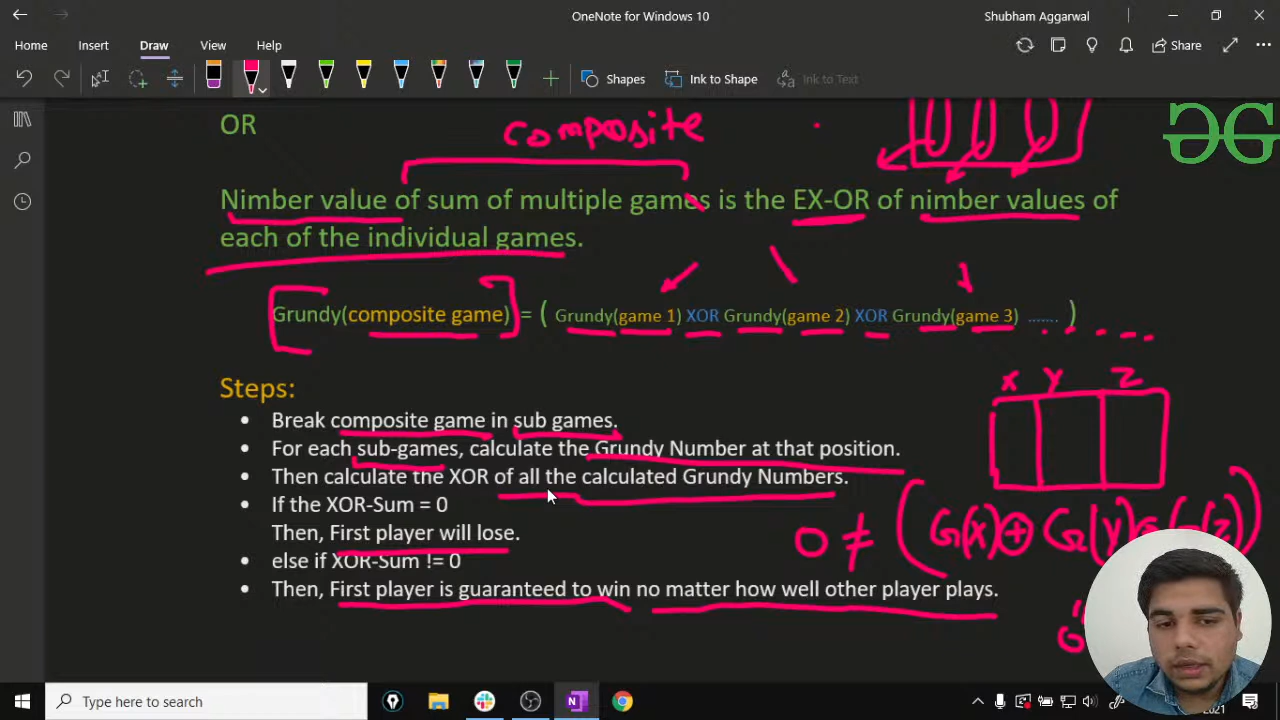 OneNote for Windows 10
Shubham Aggarwal
Home Insert Draw View Help
Share
Shapes Ink to Shape Ink to Text
OR
composite
Nimber value of sum of multiple games is the EX-OR of nimber values of
each of the individual games.
Grundy(composite game) = ( Grundy(game 1) XOR Grundy(game 2) XOR Grundy(game 3) ....... )
X Y Z
Steps:
• Break composite game in sub games.
• For each sub-games, calculate the Grundy Number at that position.
• Then calculate the XOR of all the calculated Grundy Numbers.
• If the XOR-Sum = 0
Then, First player will lose.
0 ≠ (G(x) ⊕ G(y)
• else if XOR-Sum != 0
• Then, First player is guaranteed to win no matter how well other player plays.
Type here to search
2021